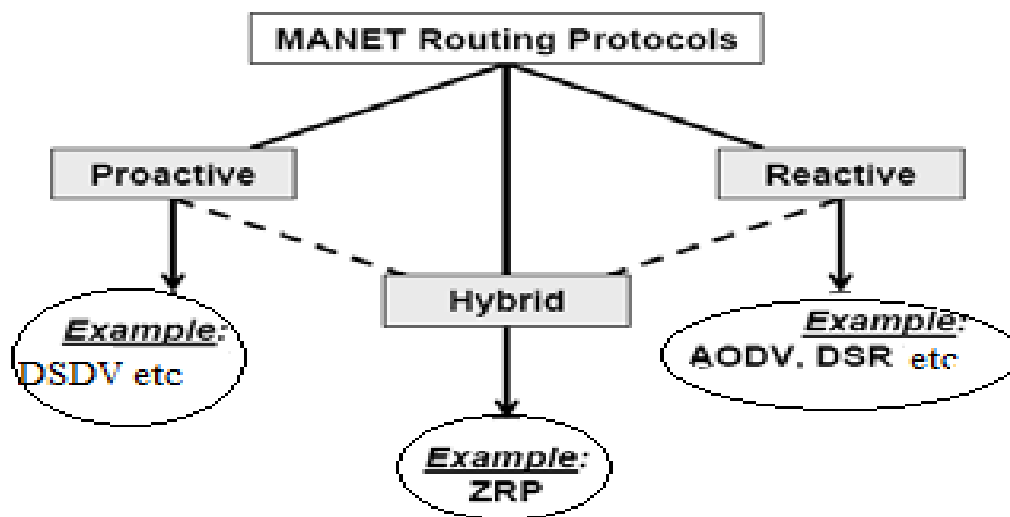 MANET Routing Protocols
Proactive
Reactive
Hybrid
Example:
DSDV etc
Example:
AODV, DSR etc
Example:
ZRP